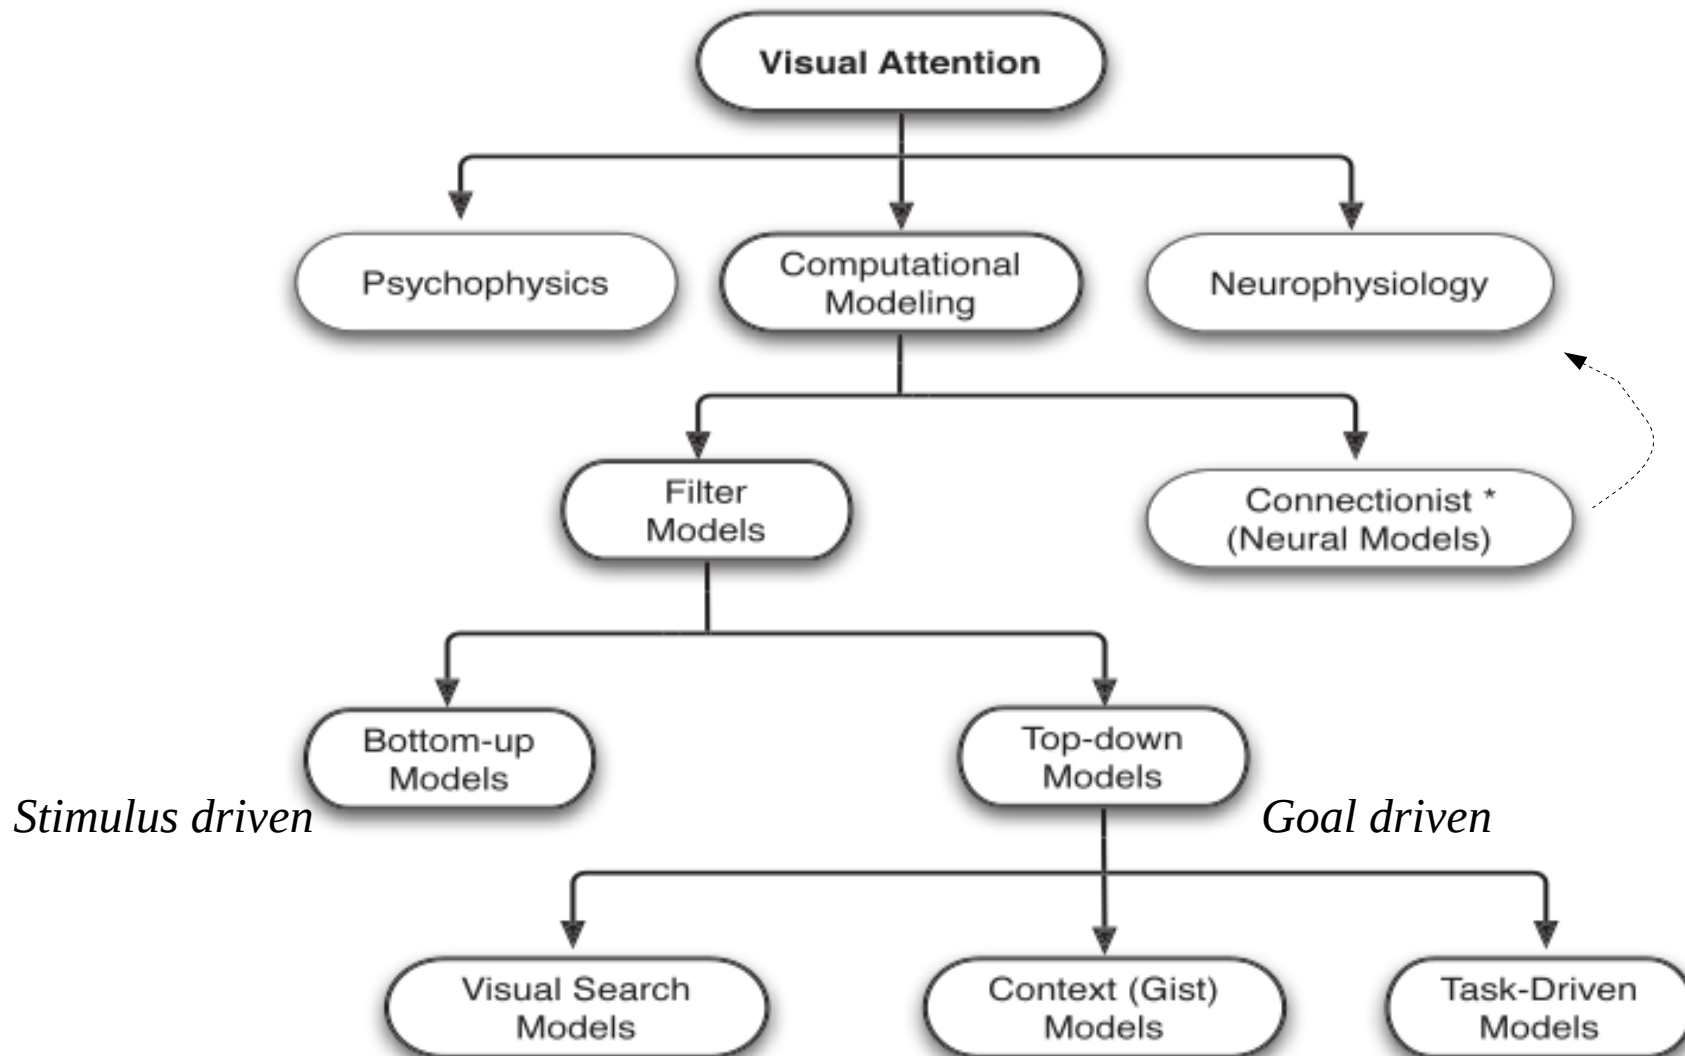 Visual Attention
Psychophysics
Computational
Modeling
Neurophysiology
Filter
Models
Connectionist *
(Neural Models)
Bottom-up
Models
Top-down
Models
Stimulus driven
Goal driven
Visual Search
Models
Context (Gist)
Models
Task-Driven
Models